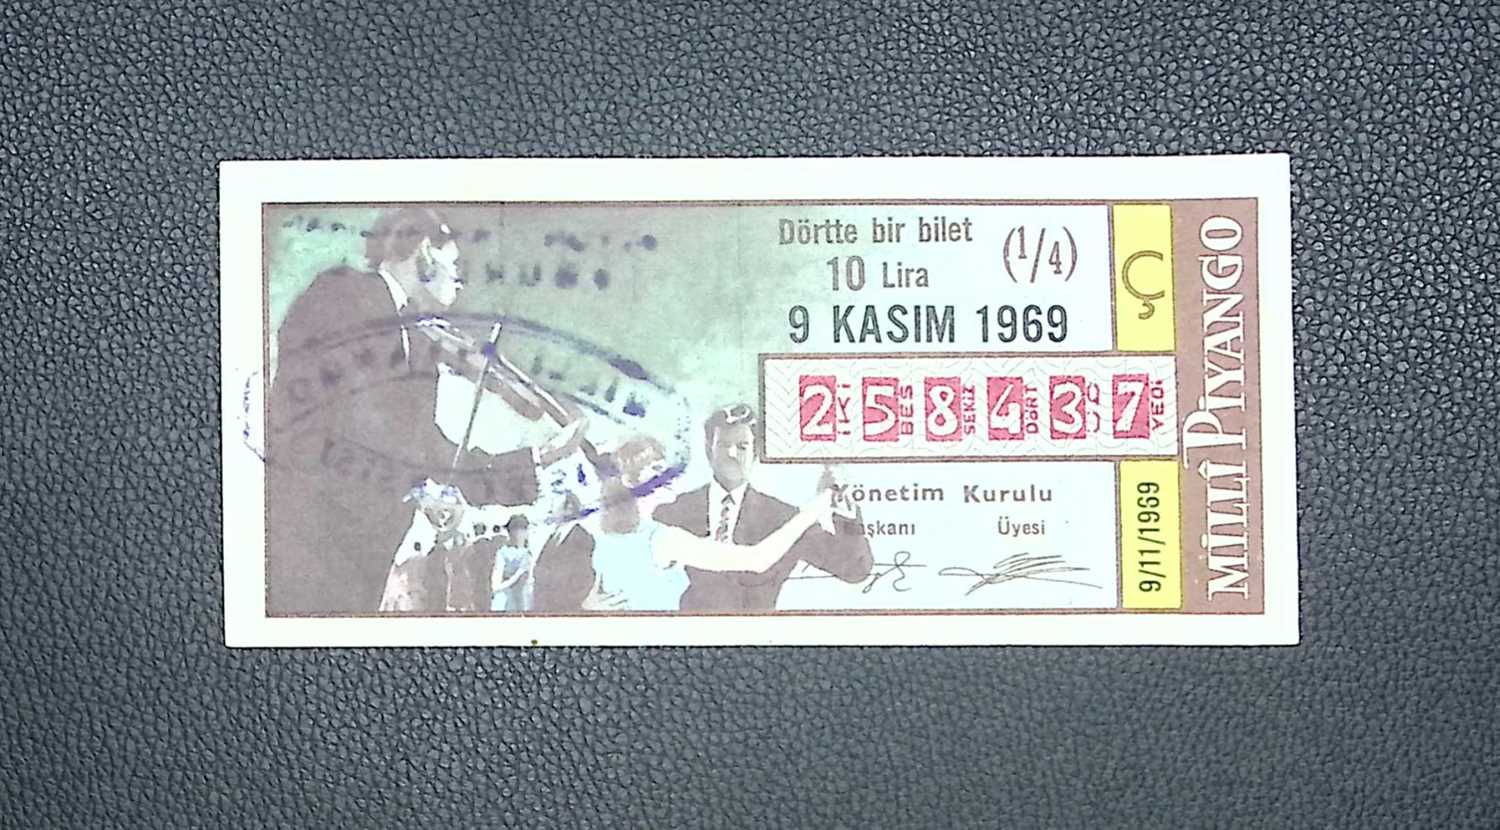 Dörtte bir bilet (1/4)
10 Lira
9 KASIM 1969
Ç
2 5 8 4 3 7
İKİ BEŞ SEKİZ DÖRT ÜÇ YEDİ
Yönetim Kurulu
Başkanı Üyesi
9/11/1969
MİLLÎ PİYANGO